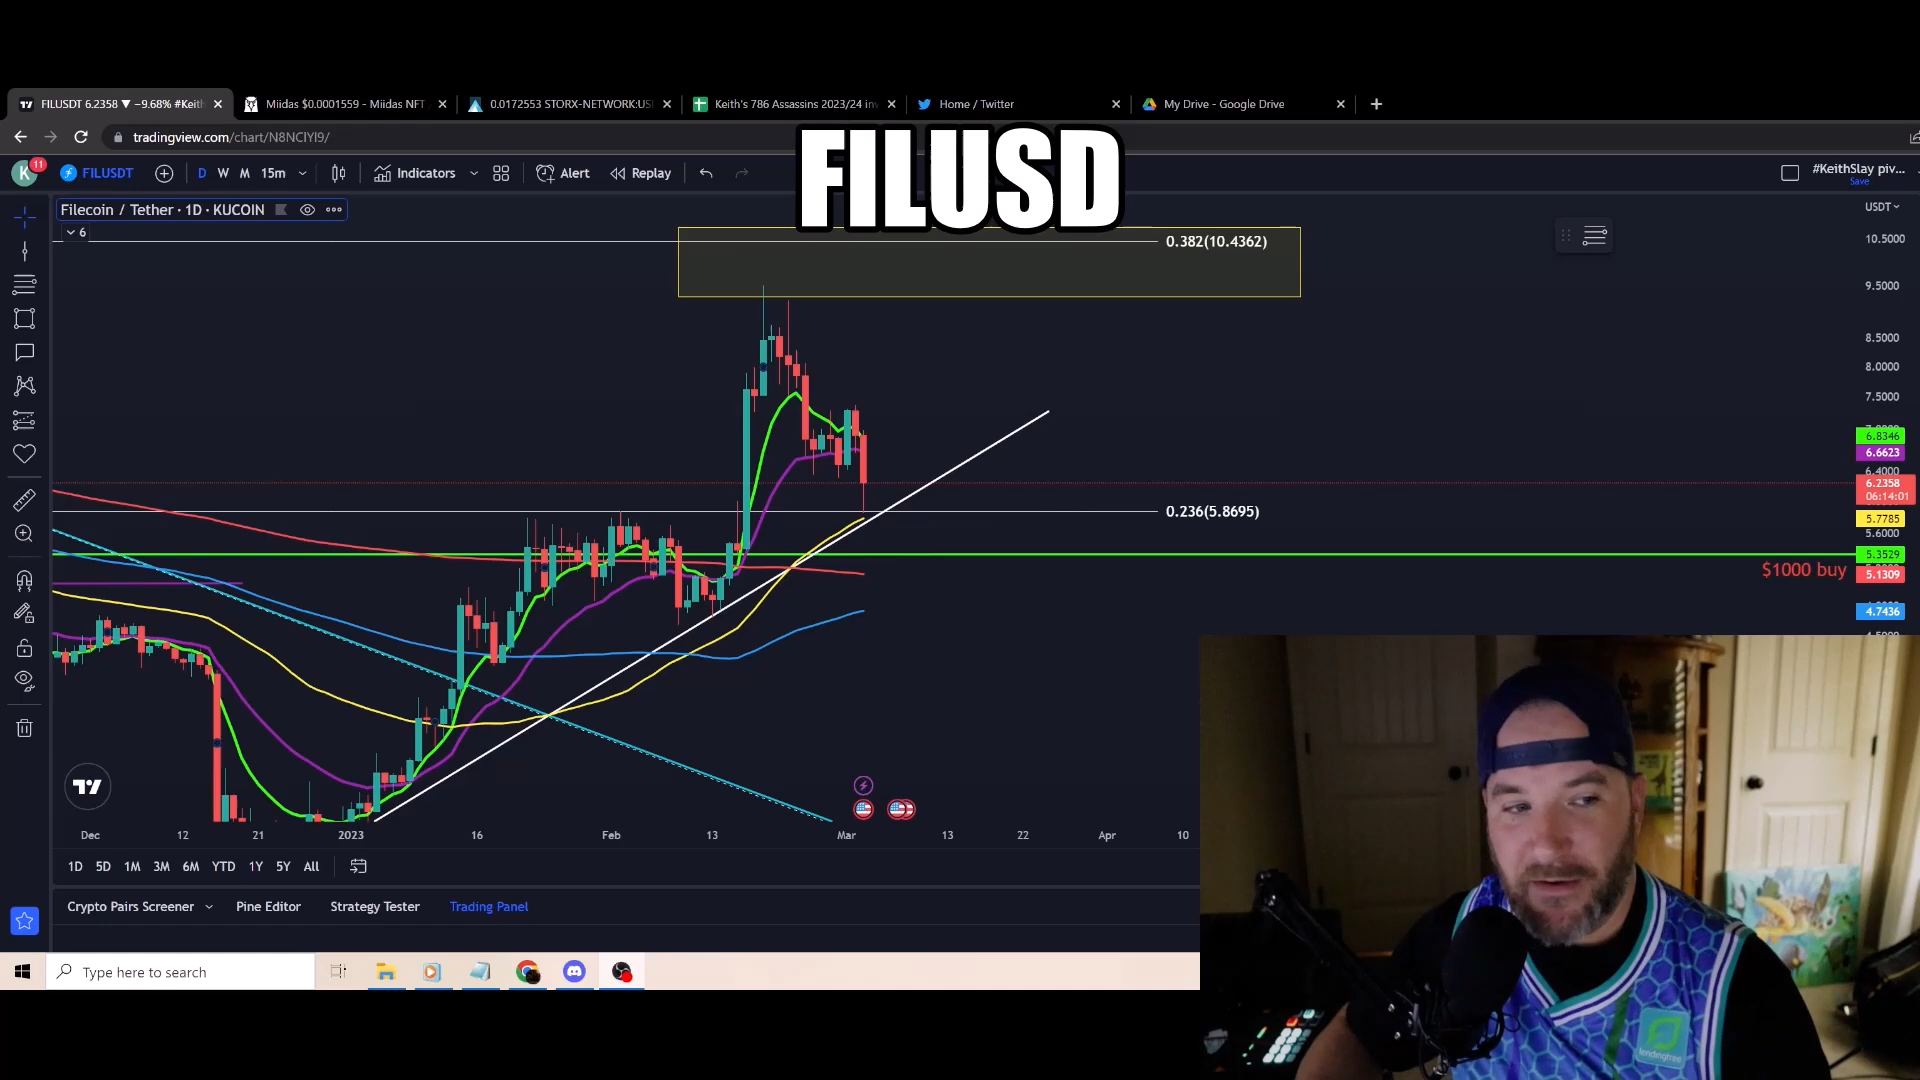 FILUSDT 6.2358 ▼ −9.68% #Keith
Miidas $0.0001559 - Miidas NFT
0.0172553 STORX-NETWORK:US
Keith's 786 Assassins 2023/24 in
Home / Twitter
My Drive - Google Drive
tradingview.com/chart/N8NCIYI9/
FILUSD
K
11
FILUSDT
D W M 15m
Indicators
Alert
Replay
#KeithSlay piv...
Save
Filecoin / Tether · 1D · KUCOIN
6
USDT
0.382(10.4362)
10.5000
9.5000
8.5000
8.0000
7.5000
6.8346
6.6623
6.4000
6.2358
06:14:01
0.236(5.8695)
5.7785
5.6000
5.3529
$1000 buy
5.1309
4.7436
Dec 12 21 2023 16 Feb 13 Mar 13 22 Apr 10
1D 5D 1M 3M 6M YTD 1Y 5Y All
Crypto Pairs Screener
Pine Editor
Strategy Tester
Trading Panel
Type here to search
lendingtree